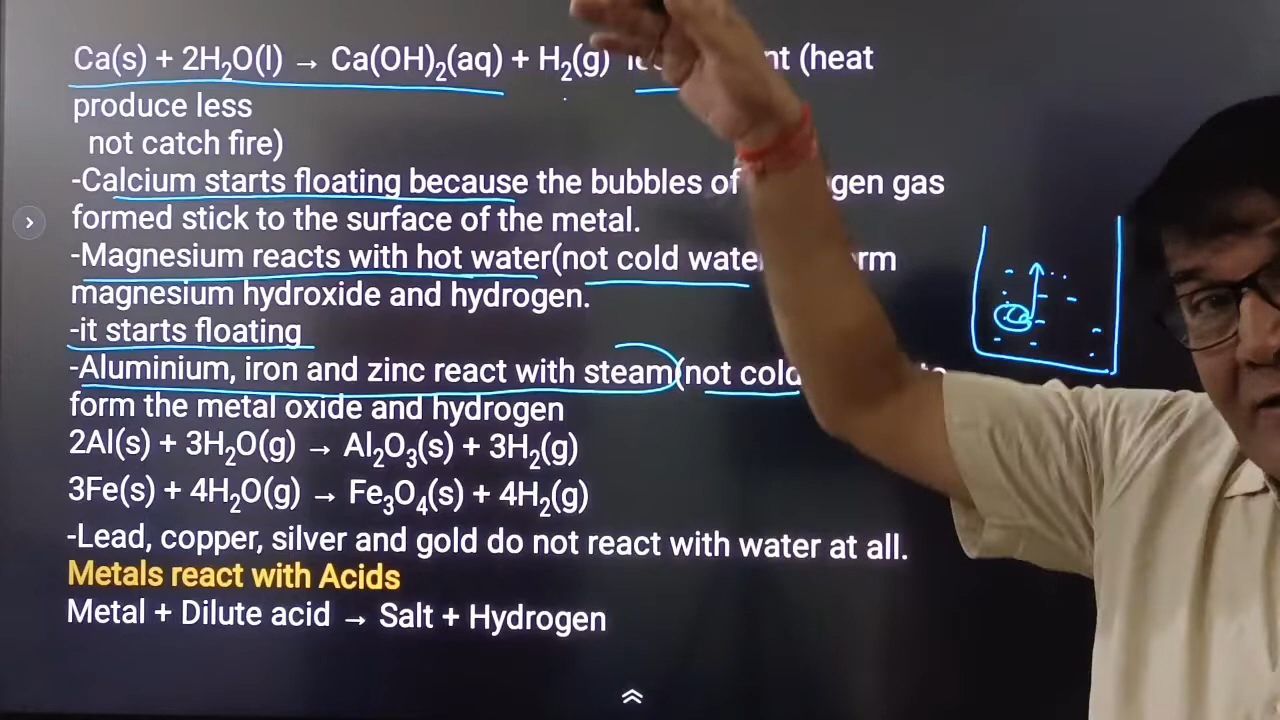 Ca(s) + 2H₂O(l) → Ca(OH)₂(aq) + H₂(g) (heat
produce less
not catch fire)
-Calcium starts floating because the bubbles of gas
formed stick to the surface of the metal.
-Magnesium reacts with hot water(not cold
magnesium hydroxide and hydrogen.
-it starts floating
-Aluminium, iron and zinc react with steam(not cold
form the metal oxide and hydrogen
2Al(s) + 3H₂O(g) → Al₂O₃(s) + 3H₂(g)
3Fe(s) + 4H₂O(g) → Fe₃O₄(s) + 4H₂(g)
-Lead, copper, silver and gold do not react with water at all.
Metals react with Acids
Metal + Dilute acid → Salt + Hydrogen